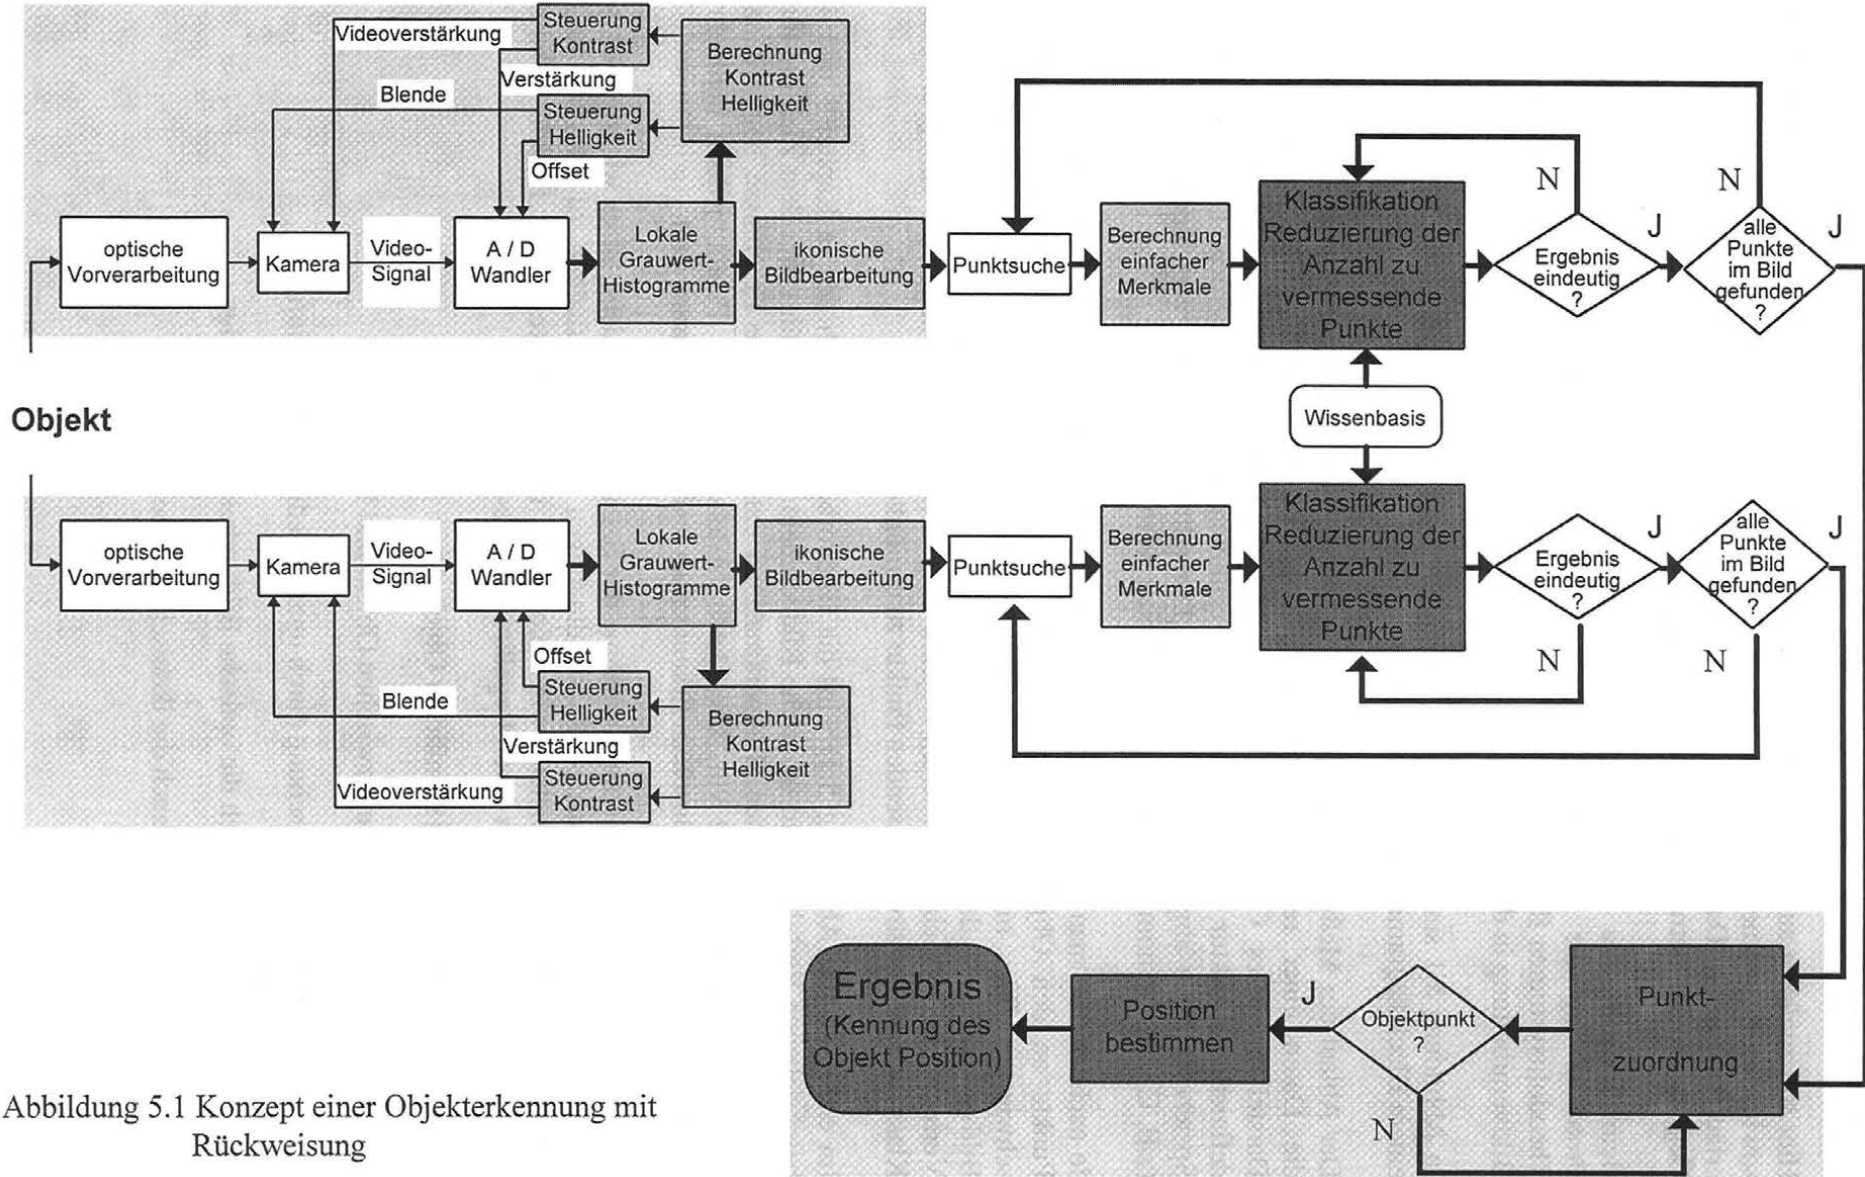 Steuerung
Kontrast
Videoverstärkung
Berechnung
Kontrast
Helligkeit
Verstärkung
Blende
Steuerung
Helligkeit
Offset
optische
Vorverarbeitung
Kamera
Video-
Signal
A / D
Wandler
Lokale
Grauwert-
Histogramme
ikonische
Bildbearbeitung
Punktsuche
Berechnung
einfacher
Merkmale
Klassifikation
Reduzierung der
Anzahl zu
vermessende
Punkte
N
Ergebnis
eindeutig
?
J
N
alle
Punkte
im Bild
gefunden
?
J
Objekt
Wissenbasis
optische
Vorverarbeitung
Kamera
Video-
Signal
A / D
Wandler
Lokale
Grauwert-
Histogramme
ikonische
Bildbearbeitung
Punktsuche
Berechnung
einfacher
Merkmale
Klassifikation
Reduzierung der
Anzahl zu
vermessende
Punkte
Ergebnis
eindeutig
?
J
N
alle
Punkte
im Bild
gefunden
?
J
N
Offset
Steuerung
Helligkeit
Blende
Berechnung
Kontrast
Helligkeit
Verstärkung
Steuerung
Kontrast
Videoverstärkung
Ergebnis
(Kennung des
Objekt Position)
Position
bestimmen
J
Objektpunkt
?
N
Punkt-
zuordnung
Abbildung 5.1 Konzept einer Objekterkennung mit
Rückweisung